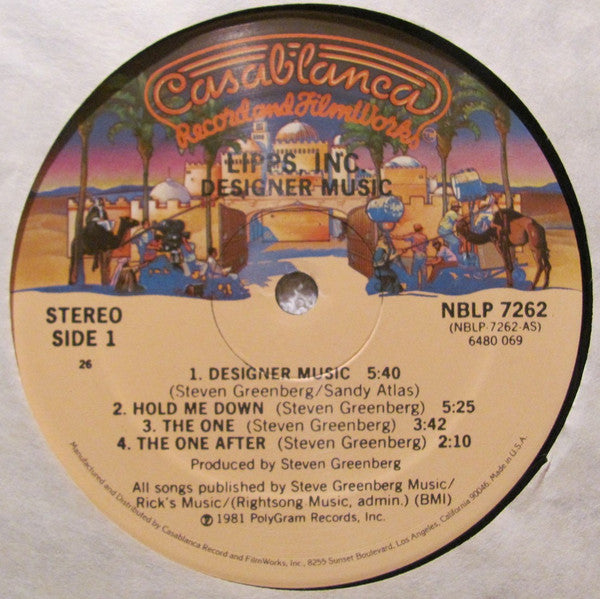 Casablanca
Record and FilmWorks
LIPPS, INC.
DESIGNER MUSIC
STEREO
SIDE 1
26
NBLP 7262
(NBLP-7262-AS)
6480 069
1. DESIGNER MUSIC 5:40
(Steven Greenberg/Sandy Atlas)
2. HOLD ME DOWN (Steven Greenberg) 5:25
3. THE ONE (Steven Greenberg) 3:42
4. THE ONE AFTER (Steven Greenberg) 2:10
Produced by Steven Greenberg
All songs published by Steve Greenberg Music/
Rick's Music/(Rightsong Music, admin.) (BMI)
℗ 1981 PolyGram Records, Inc.
Manufactured and Distributed by Casablanca Record and FilmWorks, Inc., 8255 Sunset Boulevard, Los Angeles, California 90046, Made in U.S.A.